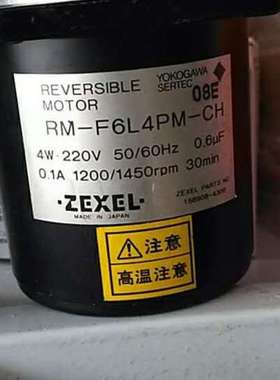 REVERSIBLE
MOTOR
YOKOGAWA
SERTEC
08E
RM-F6L4PM-CH
4W 220V 50/60Hz 0.6μF
0.1A 1200/1450rpm 30min
·ZEXEL·
MADE IN JAPAN
ZEXEL PARTS NO
⚠注意
高温注意